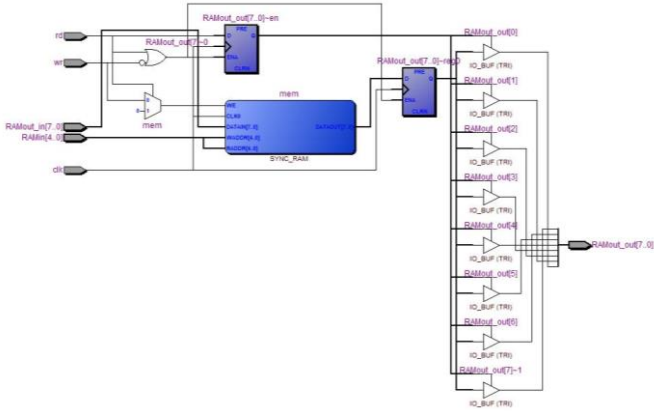 RAMout_out[7..0]~en
rd
PRE
D
Q
RAMout_out[7]~0
ENA
CLRN
wr
RAMout_out[7..0]~reg0
PRE
D
Q
ENA
CLRN
mem
0
1
mem
WE
CLK0
DATAIN[7..0]
DATAOUT[7..0]
WADDR[4..0]
RADDR[4..0]
SYNC_RAM
RAMout_in[7..0]
RAMin[4..0]
clk
RAMout_out[0]
IO_BUF (TRI)
RAMout_out[1]
IO_BUF (TRI)
RAMout_out[2]
IO_BUF (TRI)
RAMout_out[3]
IO_BUF (TRI)
RAMout_out[4]
IO_BUF (TRI)
RAMout_out[5]
IO_BUF (TRI)
RAMout_out[6]
IO_BUF (TRI)
RAMout_out[7]~1
IO_BUF (TRI)
RAMout_out[7..0]